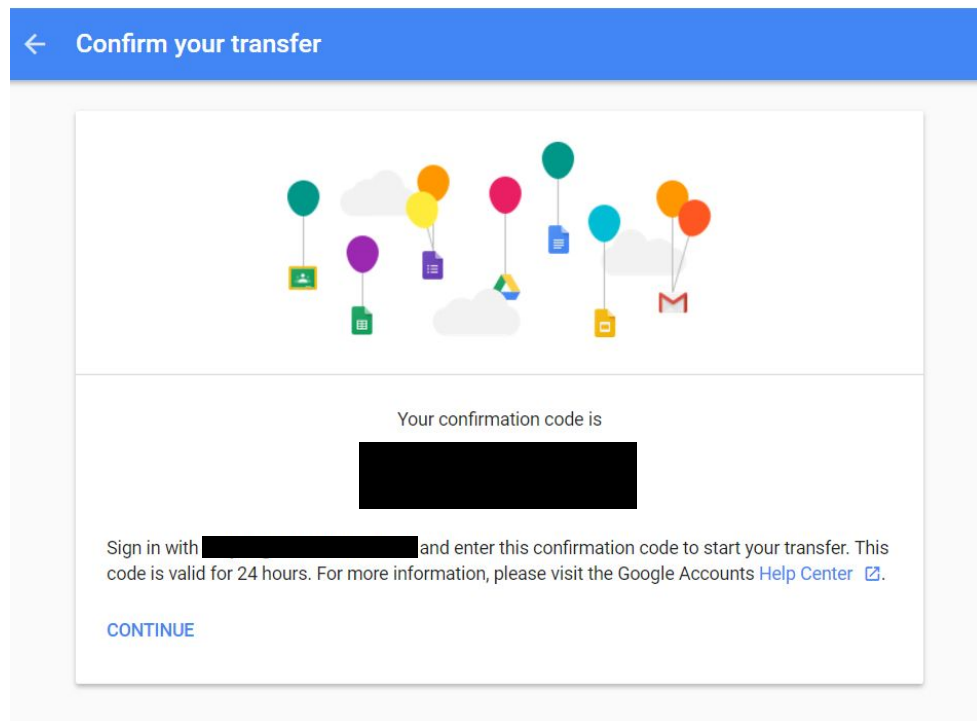 Confirm your transfer
Your confirmation code is
Sign in with and enter this confirmation code to start your transfer. This
code is valid for 24 hours. For more information, please visit the Google Accounts Help Center.
CONTINUE